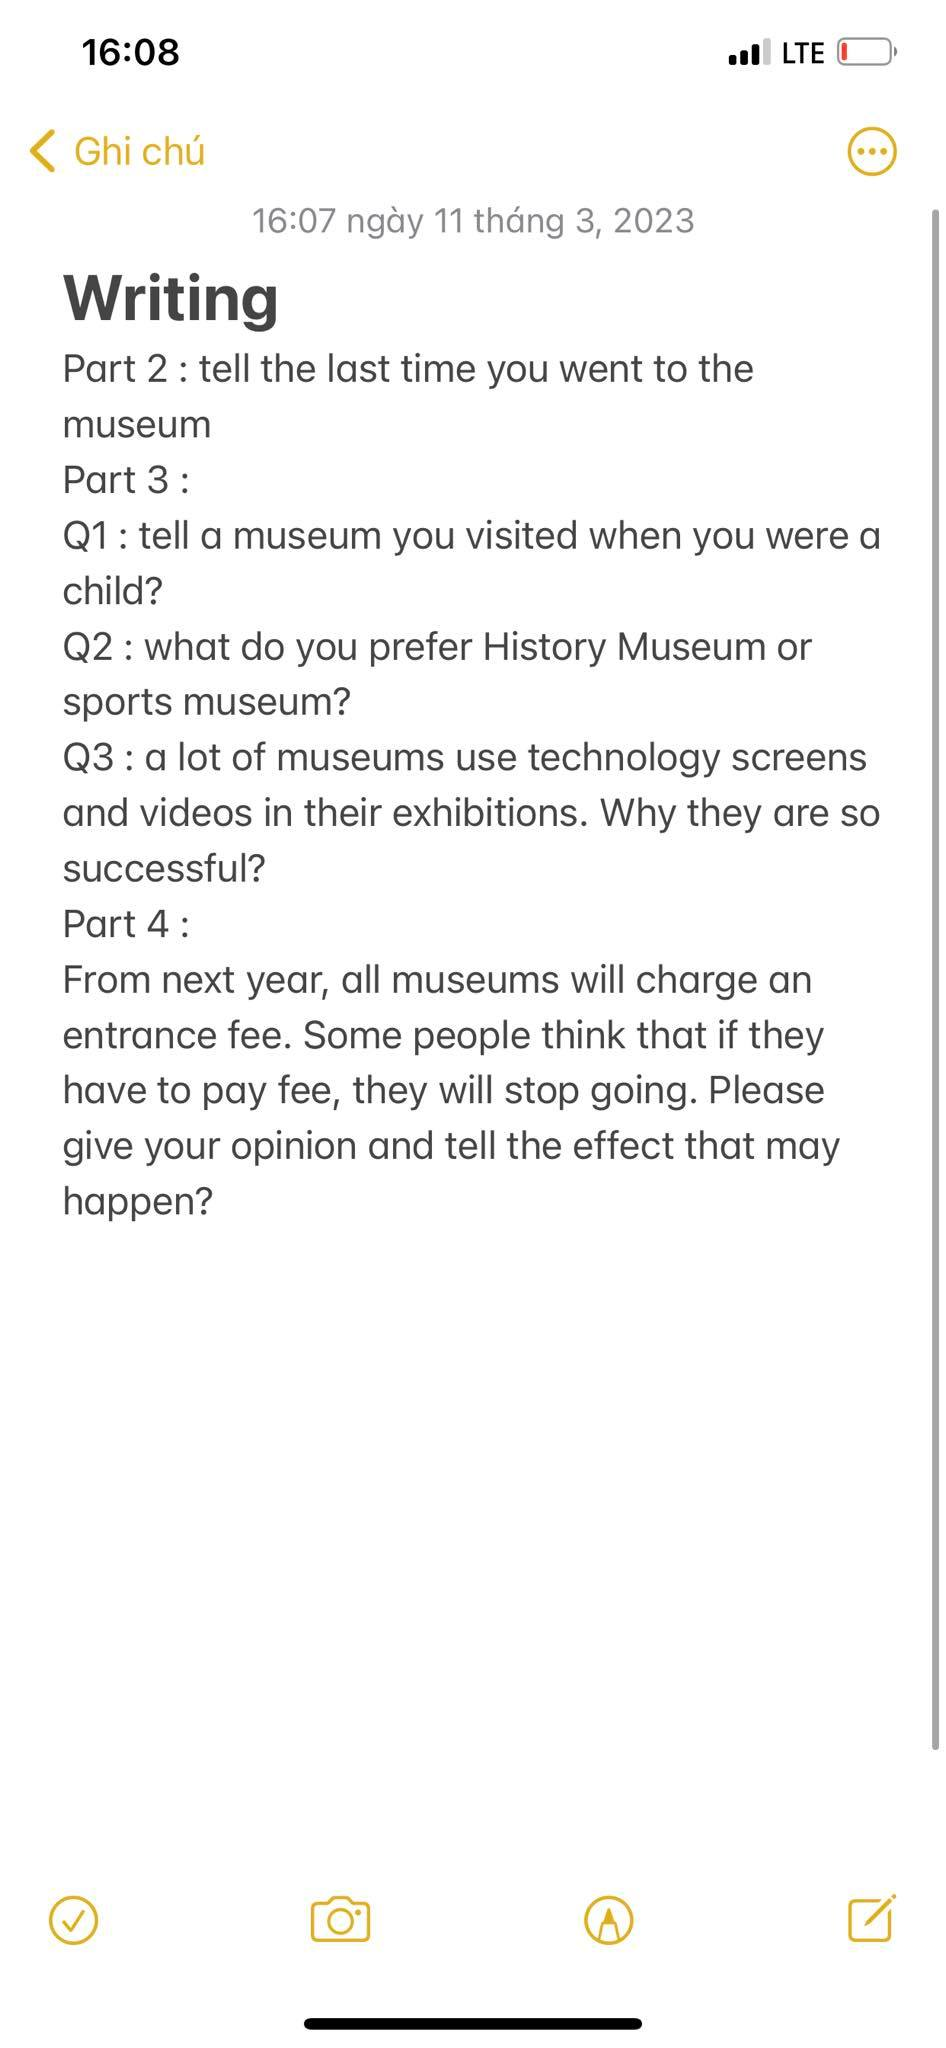 16:08
LTE
Ghi chú
16:07 ngày 11 tháng 3, 2023
Writing
Part 2 : tell the last time you went to the
museum
Part 3 :
Q1 : tell a museum you visited when you were a
child?
Q2 : what do you prefer History Museum or
sports museum?
Q3 : a lot of museums use technology screens
and videos in their exhibitions. Why they are so
successful?
Part 4 :
From next year, all museums will charge an
entrance fee. Some people think that if they
have to pay fee, they will stop going. Please
give your opinion and tell the effect that may
happen?